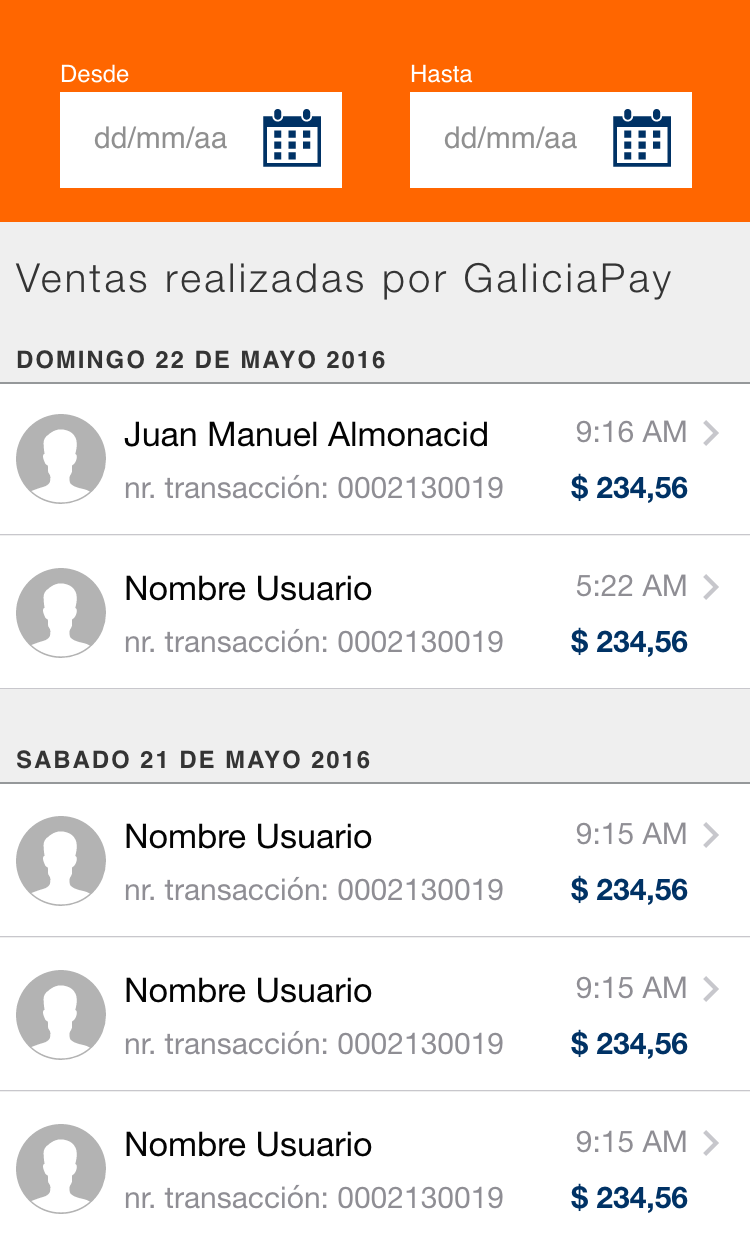 Desde
Hasta
dd/mm/aa
dd/mm/aa
Ventas realizadas por GaliciaPay
DOMINGO 22 DE MAYO 2016
Juan Manuel Almonacid
9:16 AM
nr. transacción: 0002130019
$ 234,56
Nombre Usuario
5:22 AM
nr. transacción: 0002130019
$ 234,56
SABADO 21 DE MAYO 2016
Nombre Usuario
9:15 AM
nr. transacción: 0002130019
$ 234,56
Nombre Usuario
9:15 AM
nr. transacción: 0002130019
$ 234,56
Nombre Usuario
9:15 AM
nr. transacción: 0002130019
$ 234,56